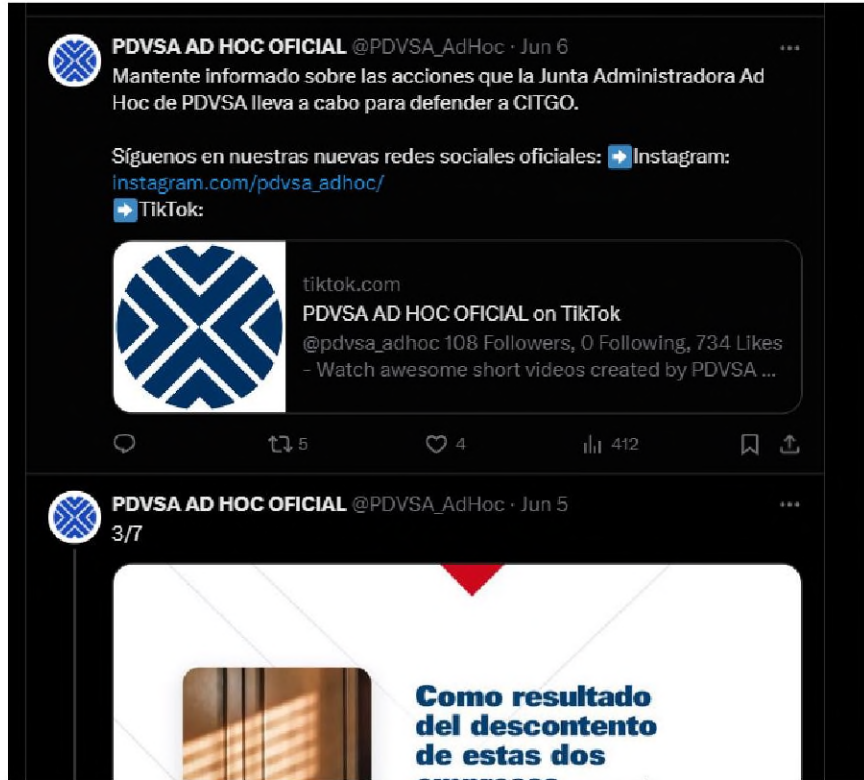 PDVSA AD HOC OFICIAL @PDVSA_AdHoc · Jun 6
Mantente informado sobre las acciones que la Junta Administradora Ad
Hoc de PDVSA lleva a cabo para defender a CITGO.
Síguenos en nuestras nuevas redes sociales oficiales: ➡️Instagram:
instagram.com/pdvsa_adhoc/
➡️TikTok:
tiktok.com
PDVSA AD HOC OFICIAL on TikTok
@pdvsa_adhoc 108 Followers, 0 Following, 734 Likes
- Watch awesome short videos created by PDVSA ...
5 4 412
PDVSA AD HOC OFICIAL @PDVSA_AdHoc · Jun 5
3/7
Como resultado
del descontento
de estas dos